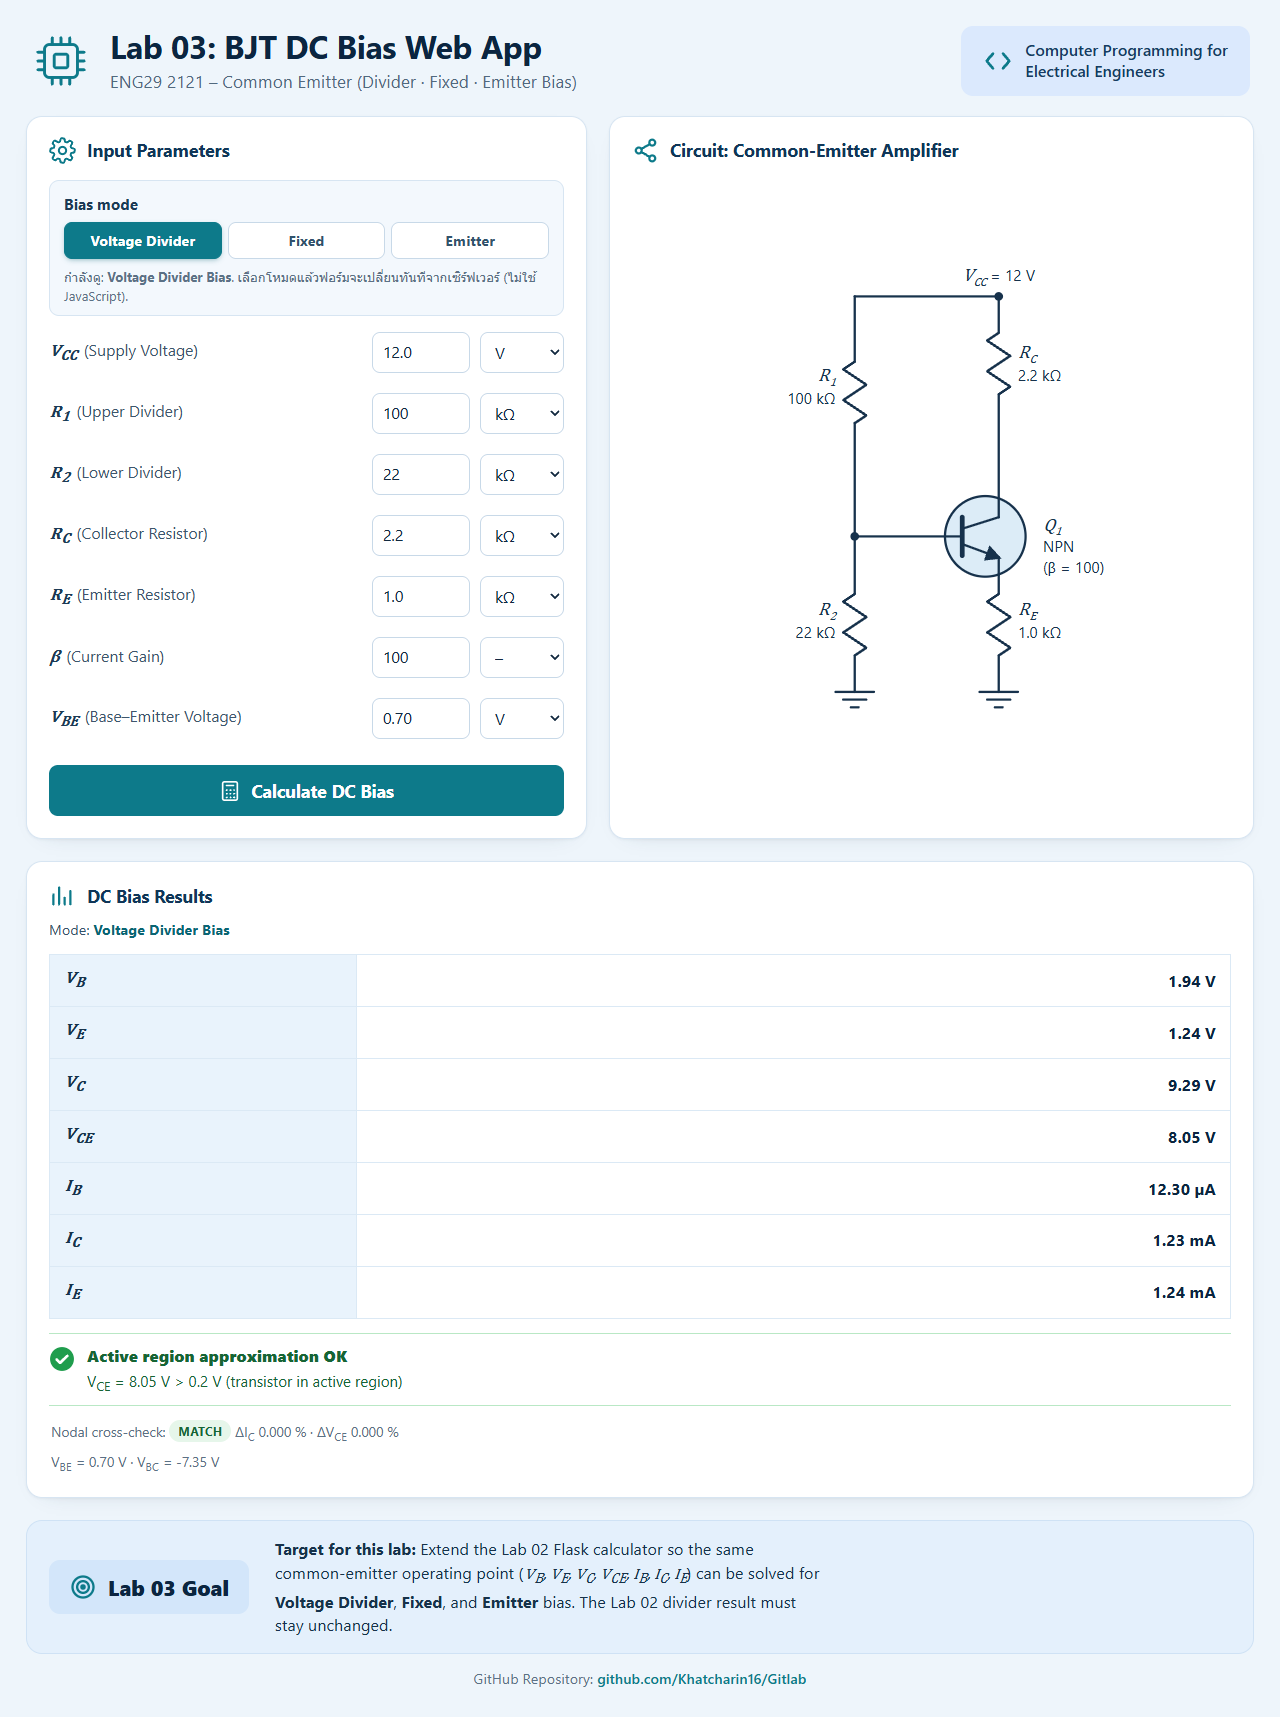 Lab 03: BJT DC Bias Web App
ENG29 2121 – Common Emitter (Divider · Fixed · Emitter Bias)
Computer Programming for
Electrical Engineers
Input Parameters
Bias mode
Voltage Divider
Fixed
Emitter
กำลังดู: Voltage Divider Bias. เลือกโหมดแล้วฟอร์มจะเปลี่ยนทันทีจากเซิร์ฟเวอร์ (ไม่ใช้
JavaScript).
VCC (Supply Voltage) 12.0 V
R1 (Upper Divider) 100 kΩ
R2 (Lower Divider) 22 kΩ
RC (Collector Resistor) 2.2 kΩ
RE (Emitter Resistor) 1.0 kΩ
β (Current Gain) 100 –
VBE (Base–Emitter Voltage) 0.70 V
Calculate DC Bias
Circuit: Common-Emitter Amplifier
VCC = 12 V
RC
2.2 kΩ
R1
100 kΩ
Q1
NPN
(β = 100)
R2
22 kΩ
RE
1.0 kΩ
DC Bias Results
Mode: Voltage Divider Bias
VB 1.94 V
VE 1.24 V
VC 9.29 V
VCE 8.05 V
IB 12.30 µA
IC 1.23 mA
IE 1.24 mA
Active region approximation OK
VCE = 8.05 V > 0.2 V (transistor in active region)
Nodal cross-check: MATCH ΔIC 0.000 % · ΔVCE 0.000 %
VBE = 0.70 V · VBC = -7.35 V
Lab 03 Goal
Target for this lab: Extend the Lab 02 Flask calculator so the same
common-emitter operating point (VB, VE, VC, VCE, IB, IC, IE) can be solved for
Voltage Divider, Fixed, and Emitter bias. The Lab 02 divider result must
stay unchanged.
GitHub Repository: github.com/Khatcharin16/Gitlab